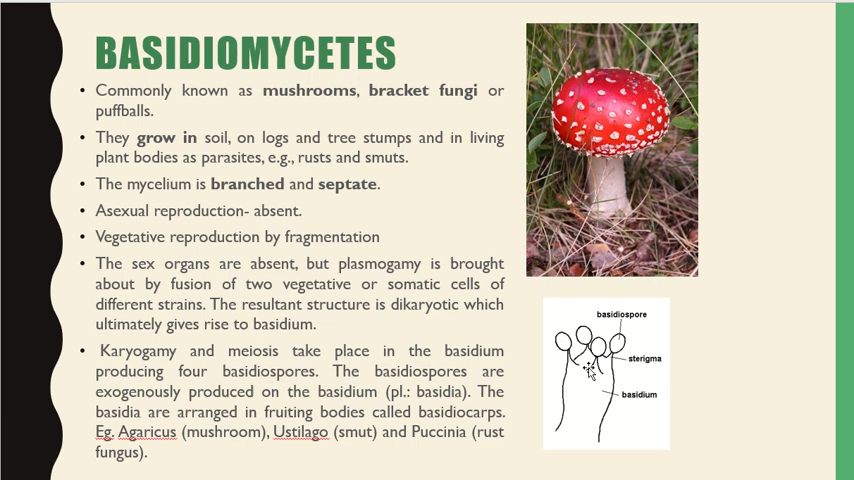 BASIDIOMYCETES
• Commonly known as mushrooms, bracket fungi or
puffballs.
• They grow in soil, on logs and tree stumps and in living
plant bodies as parasites, e.g., rusts and smuts.
• The mycelium is branched and septate.
• Asexual reproduction- absent.
• Vegetative reproduction by fragmentation
• The sex organs are absent, but plasmogamy is brought
about by fusion of two vegetative or somatic cells of
different strains. The resultant structure is dikaryotic which
ultimately gives rise to basidium.
• Karyogamy and meiosis take place in the basidium
producing four basidiospores. The basidiospores are
exogenously produced on the basidium (pl.: basidia). The
basidia are arranged in fruiting bodies called basidiocarps.
Eg. Agaricus (mushroom), Ustilago (smut) and Puccinia (rust
fungus).
basidiospore
sterigma
basidium